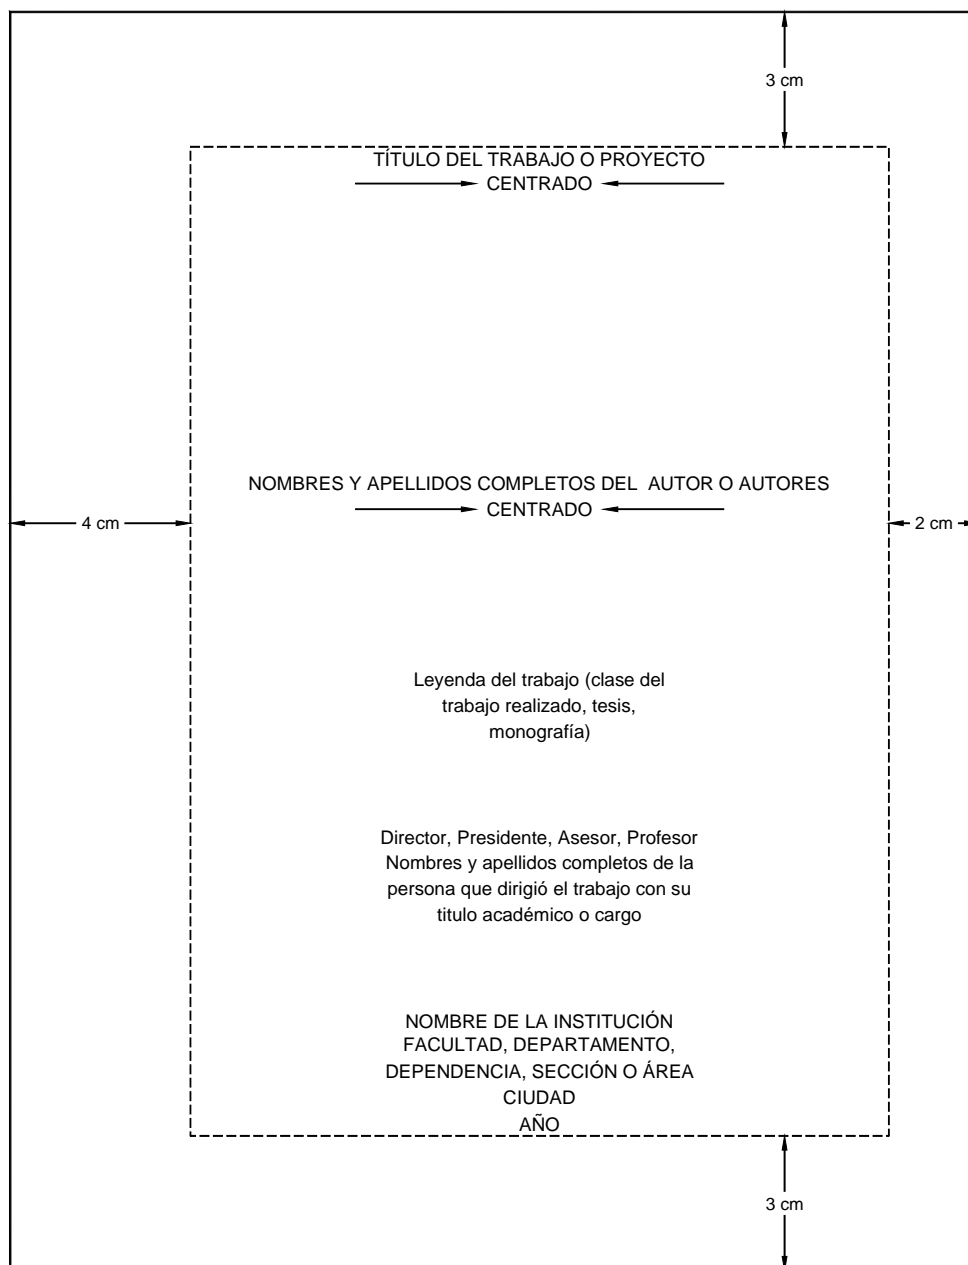 3 cm
TÍTULO DEL TRABAJO O PROYECTO
CENTRADO
NOMBRES Y APELLIDOS COMPLETOS DEL AUTOR O AUTORES
CENTRADO
4 cm
2 cm
Leyenda del trabajo (clase del
trabajo realizado, tesis,
monografía)
Director, Presidente, Asesor, Profesor
Nombres y apellidos completos de la
persona que dirigió el trabajo con su
titulo académico o cargo
NOMBRE DE LA INSTITUCIÓN
FACULTAD, DEPARTAMENTO,
DEPENDENCIA, SECCIÓN O ÁREA
CIUDAD
AÑO
3 cm